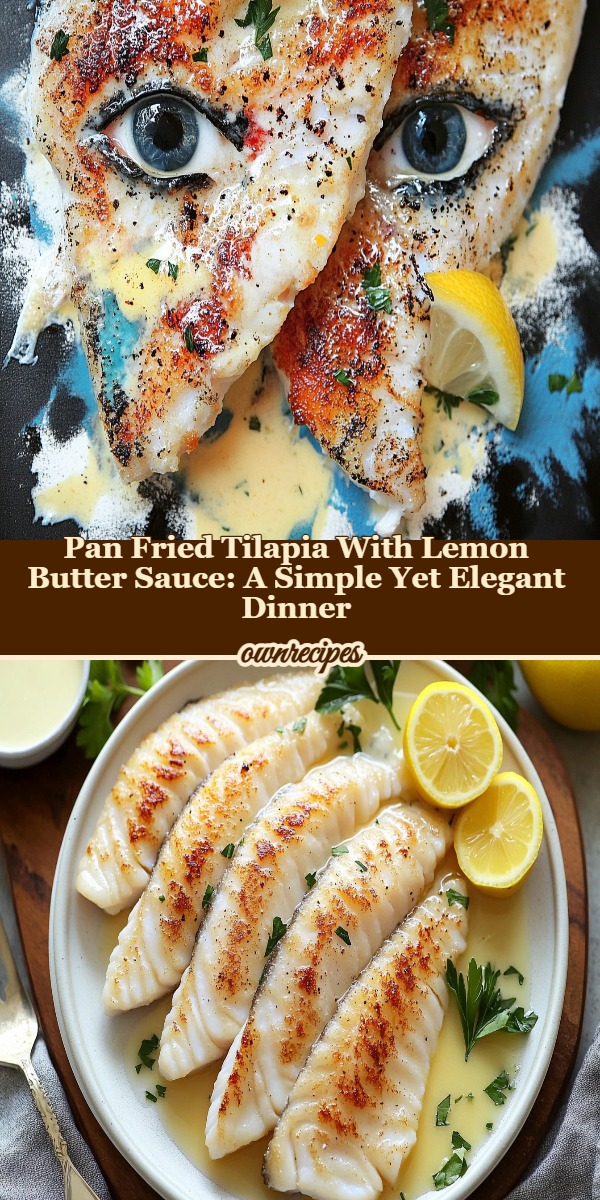 Pan Fried Tilapia With Lemon
Butter Sauce: A Simple Yet Elegant
Dinner
ownrecipes